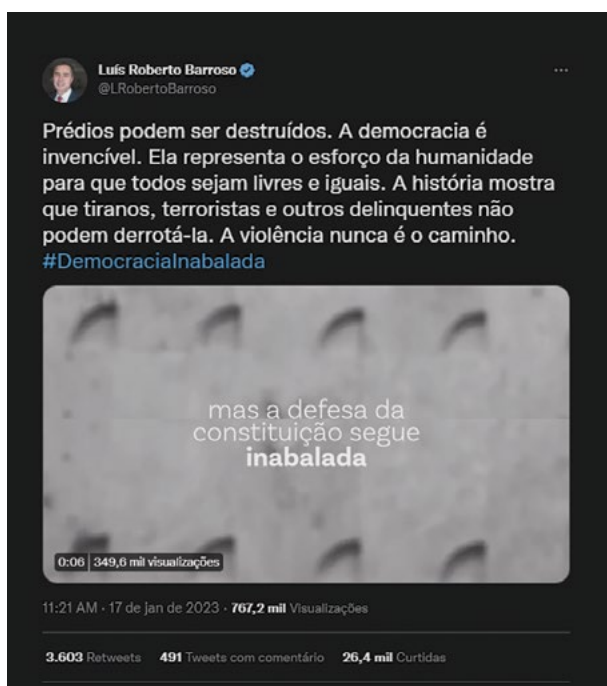 Luís Roberto Barroso
@LRobertoBarroso
Prédios podem ser destruídos. A democracia é
invencível. Ela representa o esforço da humanidade
para que todos sejam livres e iguais. A história mostra
que tiranos, terroristas e outros delinquentes não
podem derrotá-la. A violência nunca é o caminho.
#DemocraciaInabalada
mas a defesa da
constituição segue
inabalada
0:06 349,6 mil visualizações
11:21 AM · 17 de jan de 2023 · 767,2 mil Visualizações
3.603 Retweets 491 Tweets com comentário 26,4 mil Curtidas